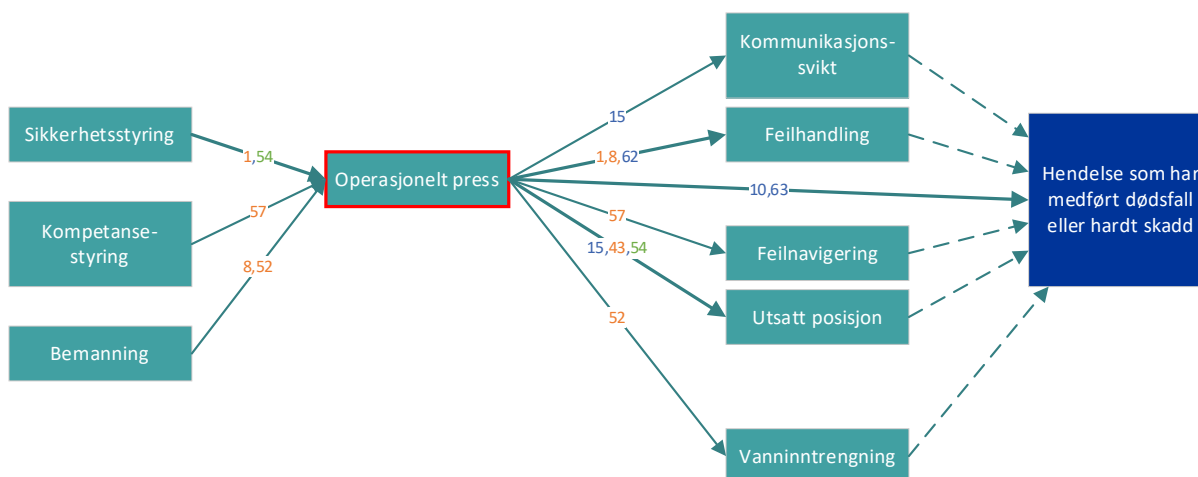 Sikkerhetsstyring
Kompetanse-
styring
Bemanning
1,54
57
8,52
Operasjonelt press
15
1,8,62
10,63
57
15,43,54
52
Kommunikasjons-
svikt
Feilhandling
Feilnavigering
Utsatt posisjon
Vanninntrengning
Hendelse som har
medført dødsfall
eller hardt skadd